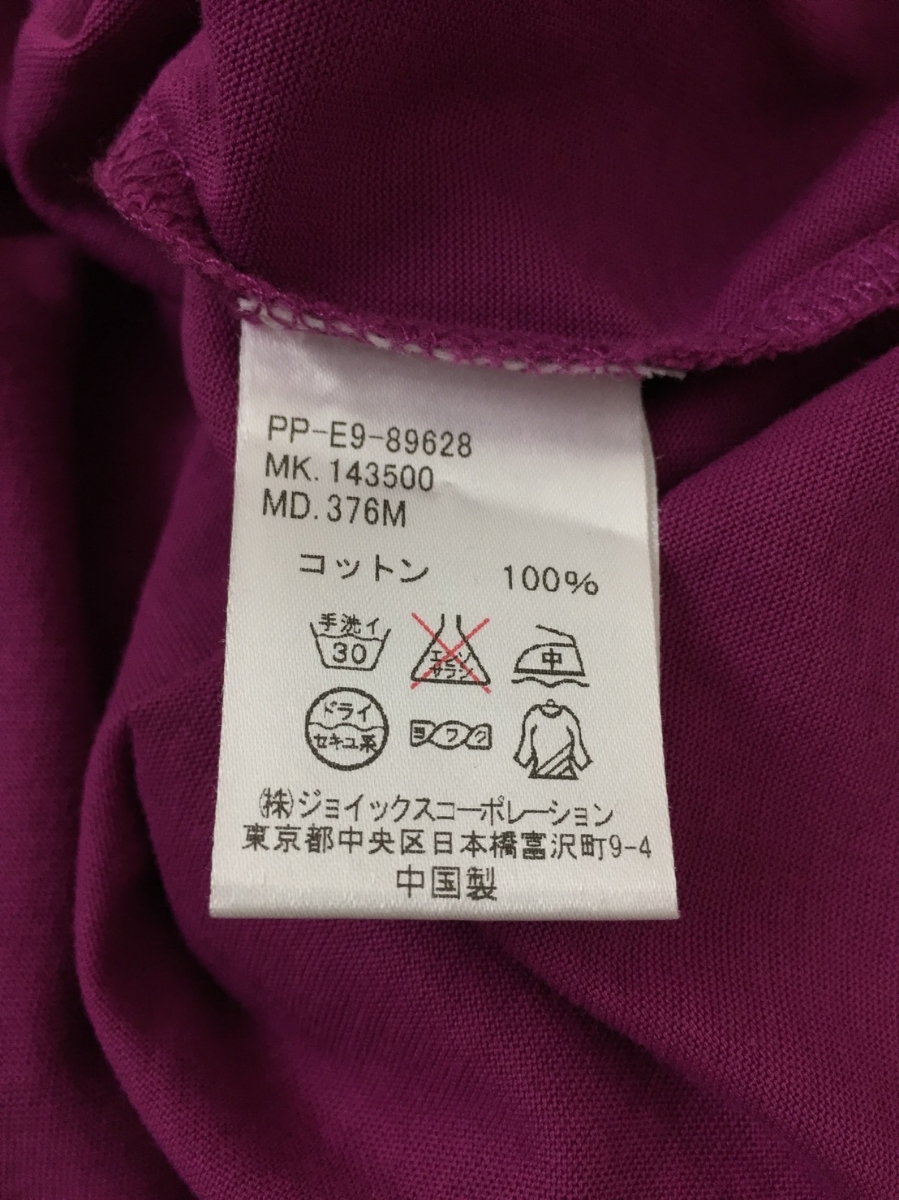 PP-E9-89628
MK.143500
MD.376M
コットン 100%
手洗イ
30
エンソ
サラシ
中
ドライ
セキユ系
ヨワク
㈱ジョイックスコーポレーション
東京都中央区日本橋富沢町9-4
中国製